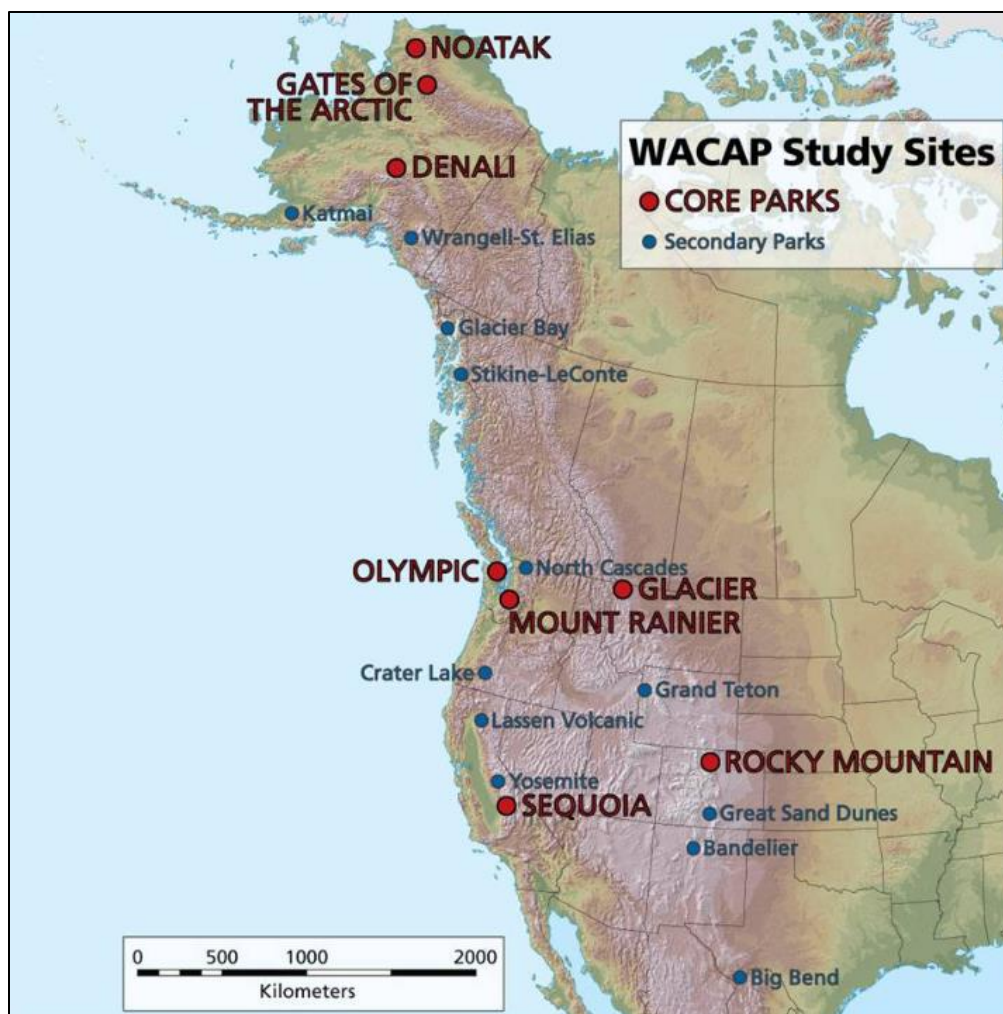 NOATAK
GATES OF
THE ARCTIC
DENALI
Katmai
Wrangell-St. Elias
Glacier Bay
Stikine-LeConte
WACAP Study Sites
CORE PARKS
Secondary Parks
OLYMPIC
North Cascades
GLACIER
MOUNT RAINIER
Crater Lake
Grand Teton
Lassen Volcanic
ROCKY MOUNTAIN
Yosemite
SEQUOIA
Great Sand Dunes
Bandelier
Big Bend
0 500 1000 2000
Kilometers